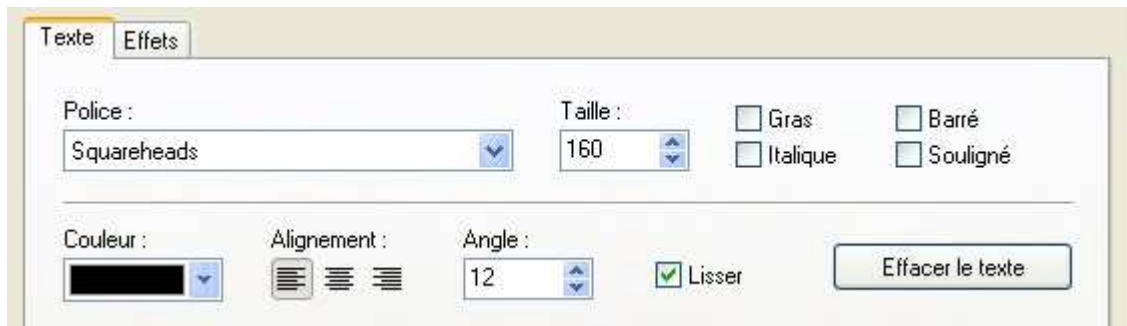 Texte Effets
Police : Taille : Gras Barré
Squareheads 160 Italique Souligné
Couleur : Alignement : Angle :
12 Lisser Effacer le texte